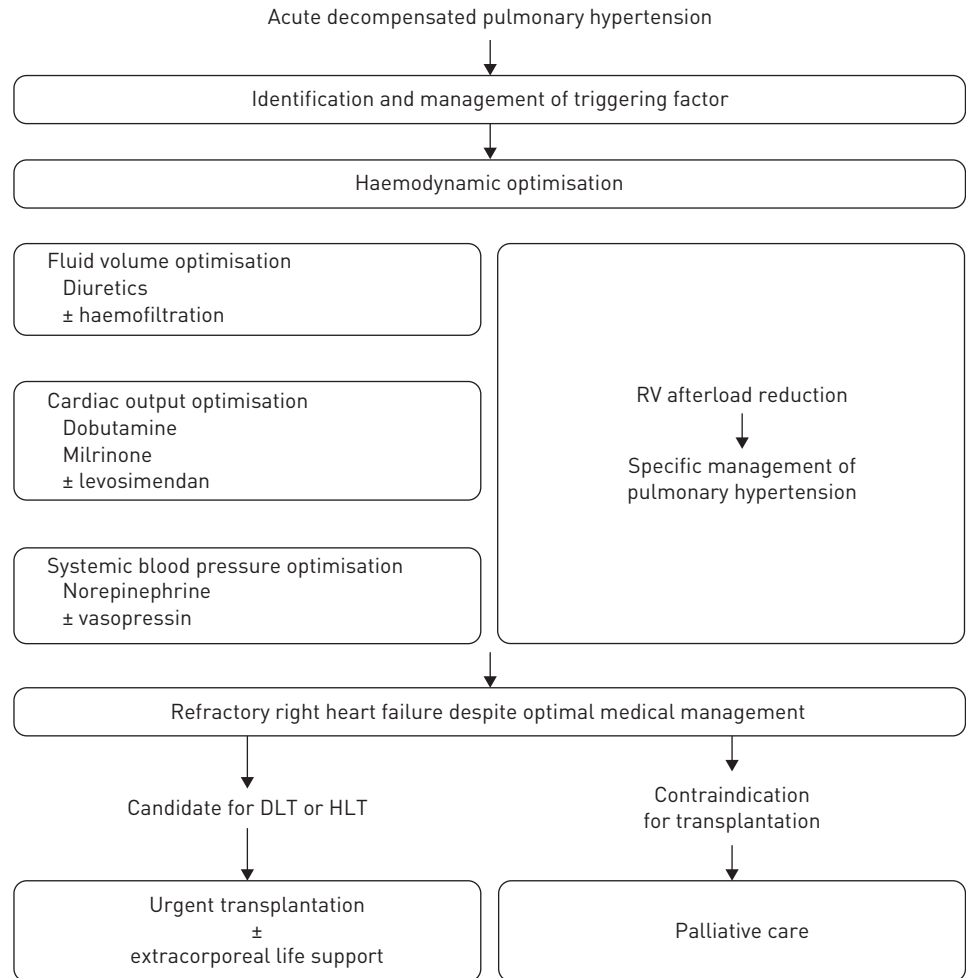 Acute decompensated pulmonary hypertension
Identification and management of triggering factor
Haemodynamic optimisation
Fluid volume optimisation
Diuretics
± haemofiltration
Cardiac output optimisation
Dobutamine
Milrinone
± levosimendan
Systemic blood pressure optimisation
Norepinephrine
± vasopressin
RV afterload reduction
Specific management of
pulmonary hypertension
Refractory right heart failure despite optimal medical management
Candidate for DLT or HLT
Contraindication
for transplantation
Urgent transplantation
±
extracorporeal life support
Palliative care